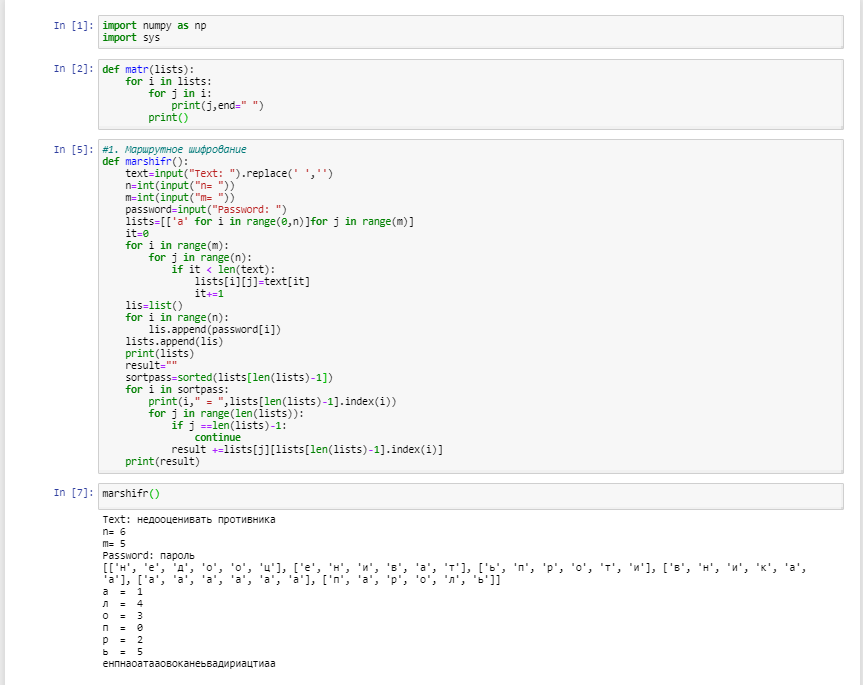 In [1]: import numpy as np
import sys
In [2]: def matr(lists):
for i in lists:
for j in i:
print(j,end=" ")
print()
In [5]: #1. Маршрутное шифрование
def marshifr():
text=input("Text: ").replace(' ','')
n=int(input("n= "))
m=int(input("m= "))
password=input("Password: ")
lists=[['a' for i in range(0,n)]for j in range(m)]
it=0
for i in range(m):
for j in range(n):
if it < len(text):
lists[i][j]=text[it]
it+=1
lis=list()
for i in range(n):
lis.append(password[i])
lists.append(lis)
print(lists)
result=""
sortpass=sorted(lists[len(lists)-1])
for i in sortpass:
print(i," = ",lists[len(lists)-1].index(i))
for j in range(len(lists)):
if j ==len(lists)-1:
continue
result +=lists[j][lists[len(lists)-1].index(i)]
print(result)
In [7]: marshifr()
Text: недооценивать противника
n= 6
m= 5
Password: пароль
[['н', 'е', 'д', 'о', 'о', 'ц'], ['е', 'н', 'и', 'в', 'а', 'т'], ['ь', 'п', 'р', 'о', 'т', 'и'], ['в', 'н', 'и', 'к', 'а',
'a'], ['a', 'a', 'a', 'a', 'a', 'a'], ['п', 'а', 'р', 'о', 'л', 'ь']]
а  =  1
л  =  4
о  =  3
п  =  0
р  =  2
ь  =  5
енпнаоатааовоканеьвадириацтиаа